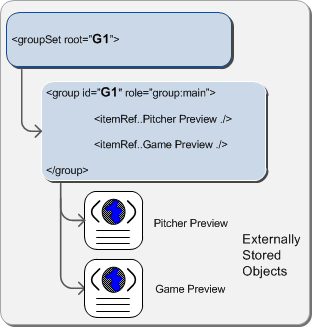 <groupSet root="G1">
<group id="G1" role="group:main">
<itemRef..Pitcher Preview ./>
<itemRef..Game Preview ./>
</group>
Pitcher Preview
Externally
Stored
Objects
Game Preview